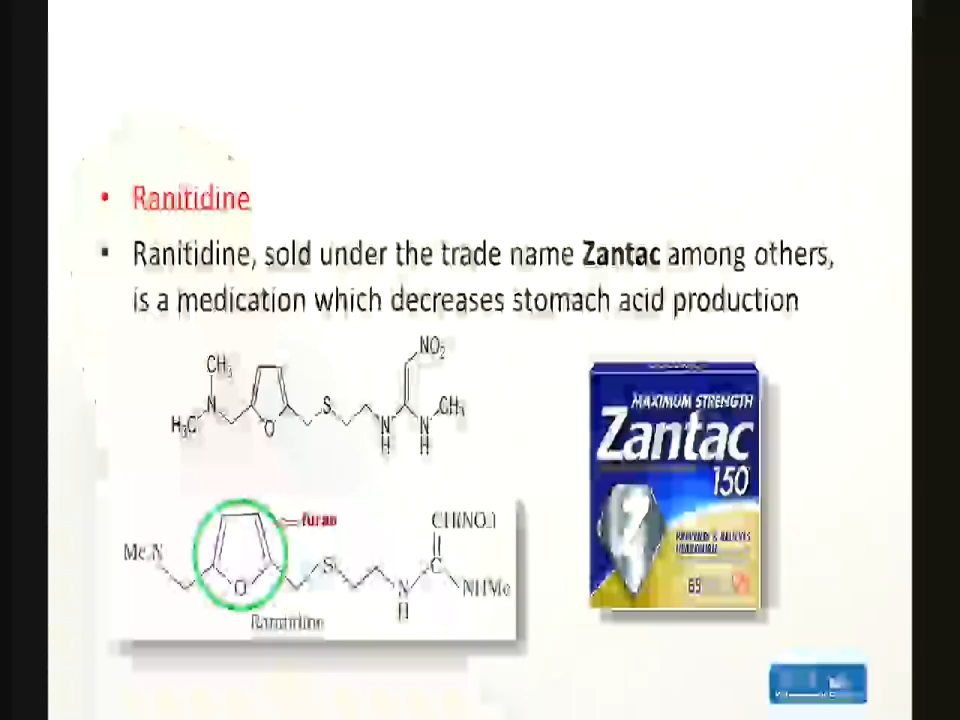 • Ranitidine
▪ Ranitidine, sold under the trade name Zantac among others,
is a medication which decreases stomach acid production
NO2
CH3
S
CH3
N
H3C
O
N
H
N
H
MAXIMUM STRENGTH
Zantac
150
furan
CH(NO2)
Me2N
S
O
N
H
C
NHMe
Ranitidine
65